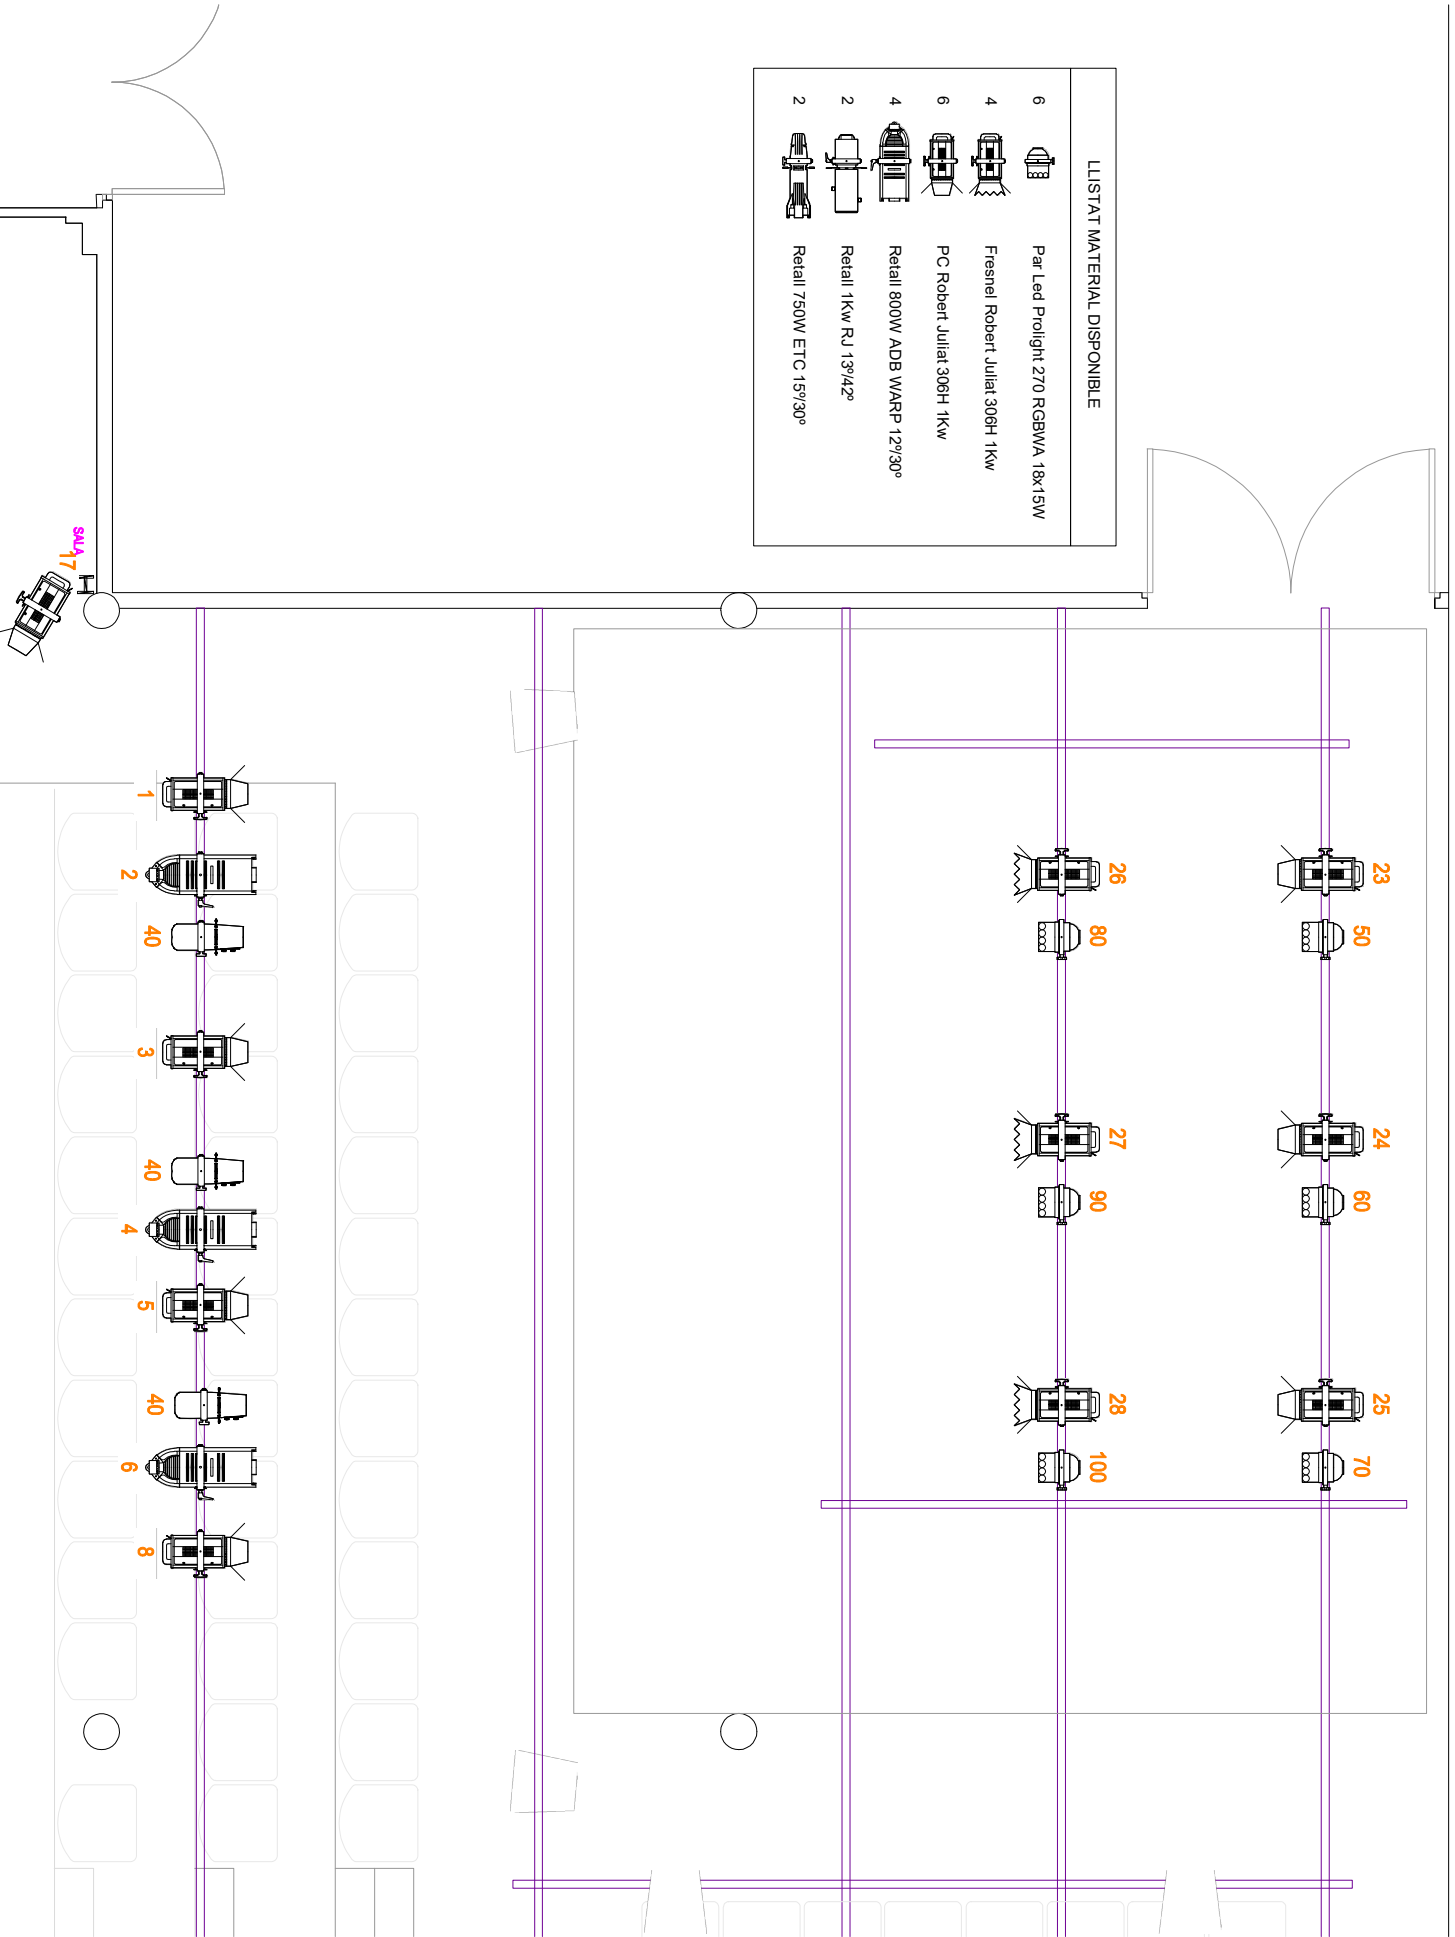 LLISTAT MATERIAL DISPONIBLE
6 Par Led Prolight 270 RGBWA 18x15W
4 Fresnel Robert Juliat 306H 1Kw
6 PC Robert Juliat 306H 1Kw
4 Retall 800W ADB WARP 12º/30º
2 Retall 1Kw RJ 13º/42º
2 Retall 750W ETC 15º/30º
23
50
24
60
25
70
26
80
27
90
28
100
SALA
17
1
2
40
3
40
4
5
40
6
8